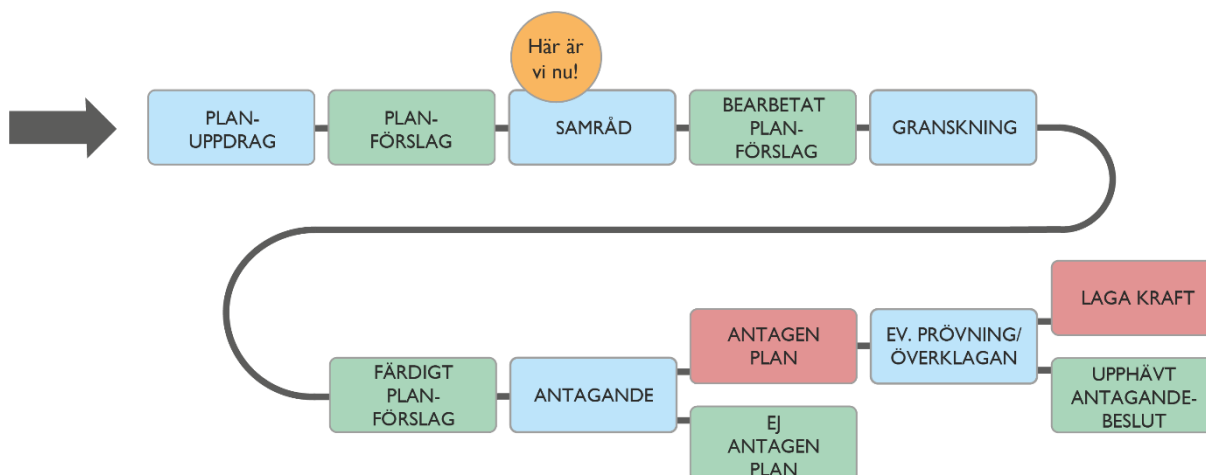 Här är
vi nu!
PLAN-
UPPDRAG
PLAN-
FÖRSLAG
SAMRÅD
BEARBETAT
PLAN-
FÖRSLAG
GRANSKNING
FÄRDIGT
PLAN-
FÖRSLAG
ANTAGANDE
ANTAGEN
PLAN
EJ
ANTAGEN
PLAN
EV. PRÖVNING/
ÖVERKLAGAN
LAGA KRAFT
UPPHÄVT
ANTAGANDE-
BESLUT